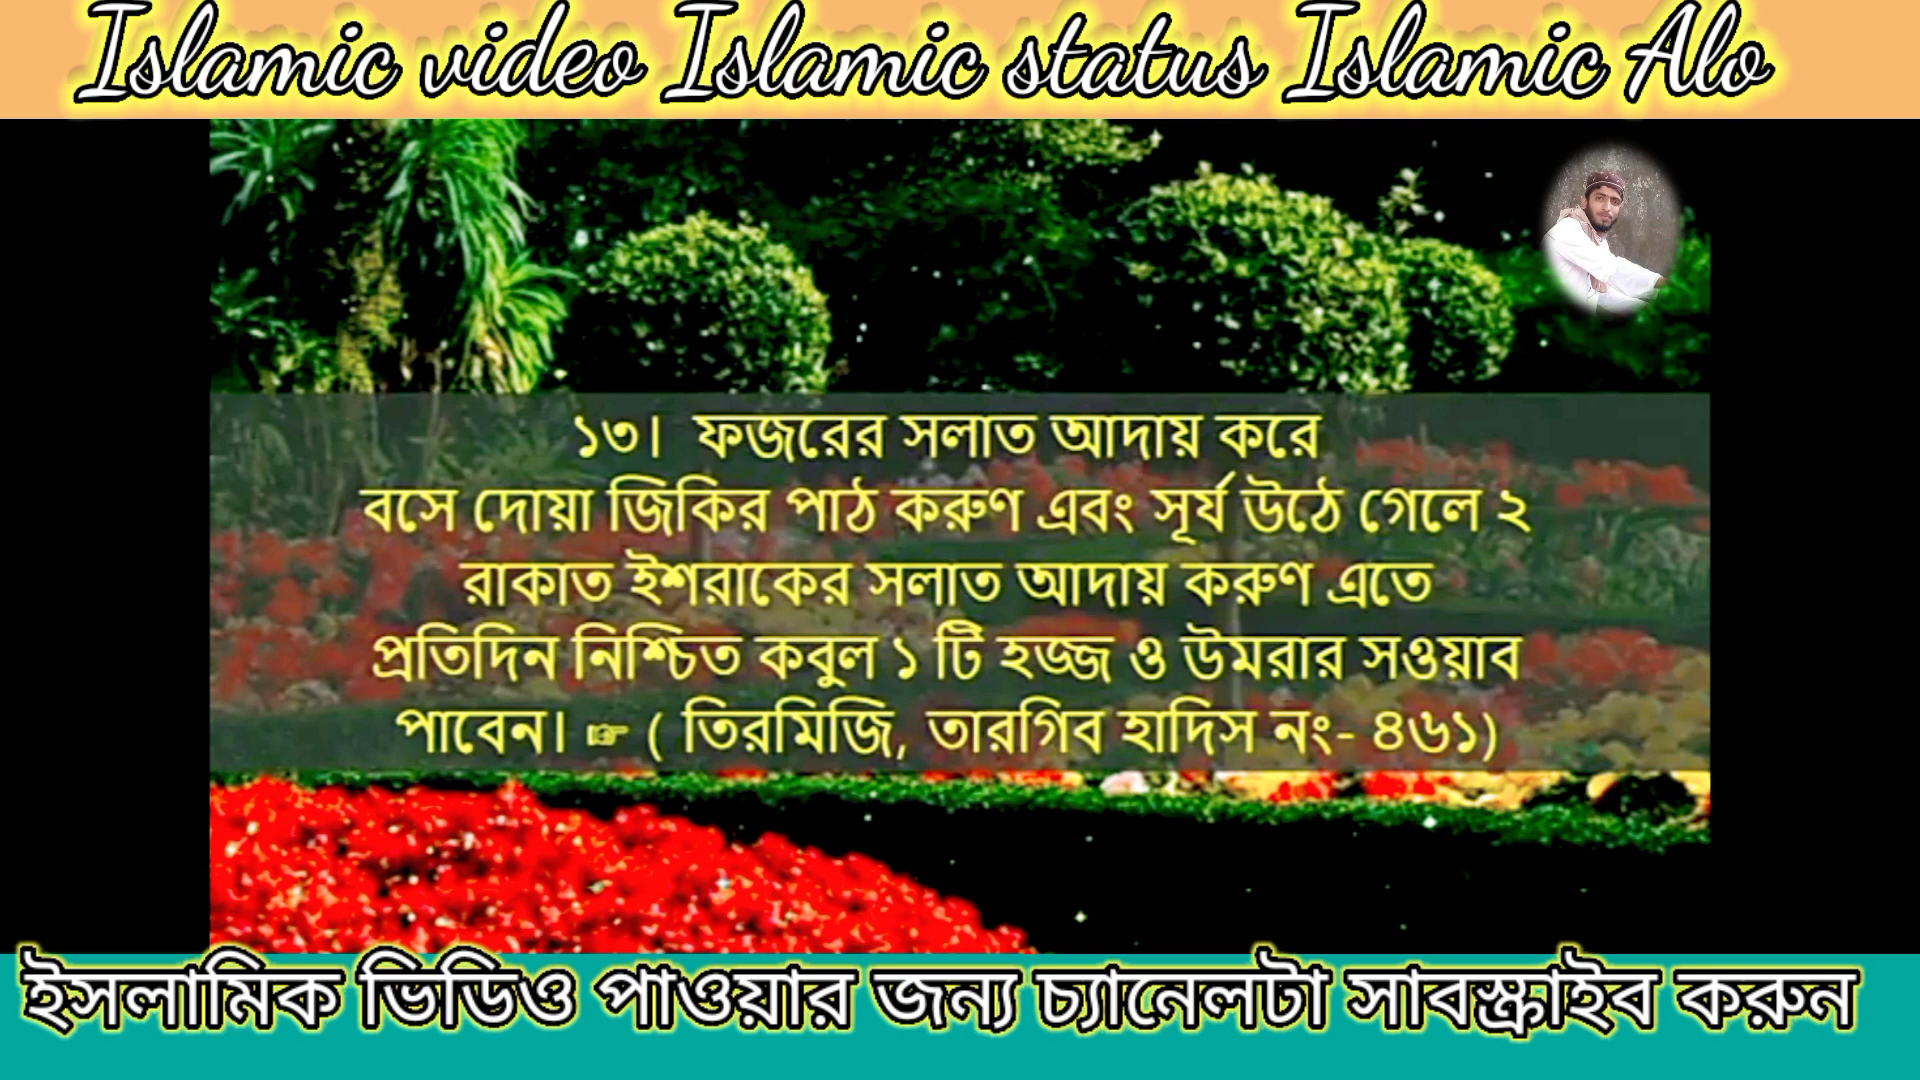 Islamic video Islamic status Islamic Alo
১৩। ফজরের সলাত আদায় করে
বসে দোয়া জিকির পাঠ করুণ এবং সূর্য উঠে গেলে ২
রাকাত ইশরাকের সলাত আদায় করুণ এতে
প্রতিদিন নিশ্চিত কবুল ১ টি হজ্জ ও উমরার সওয়াব
পাবেন। ☞ ( তিরমিজি, তারগিব হাদিস নং- ৪৬১)
ইসলামিক ভিডিও পাওয়ার জন্য চ্যানেলটা সাবস্ক্রাইব করুন